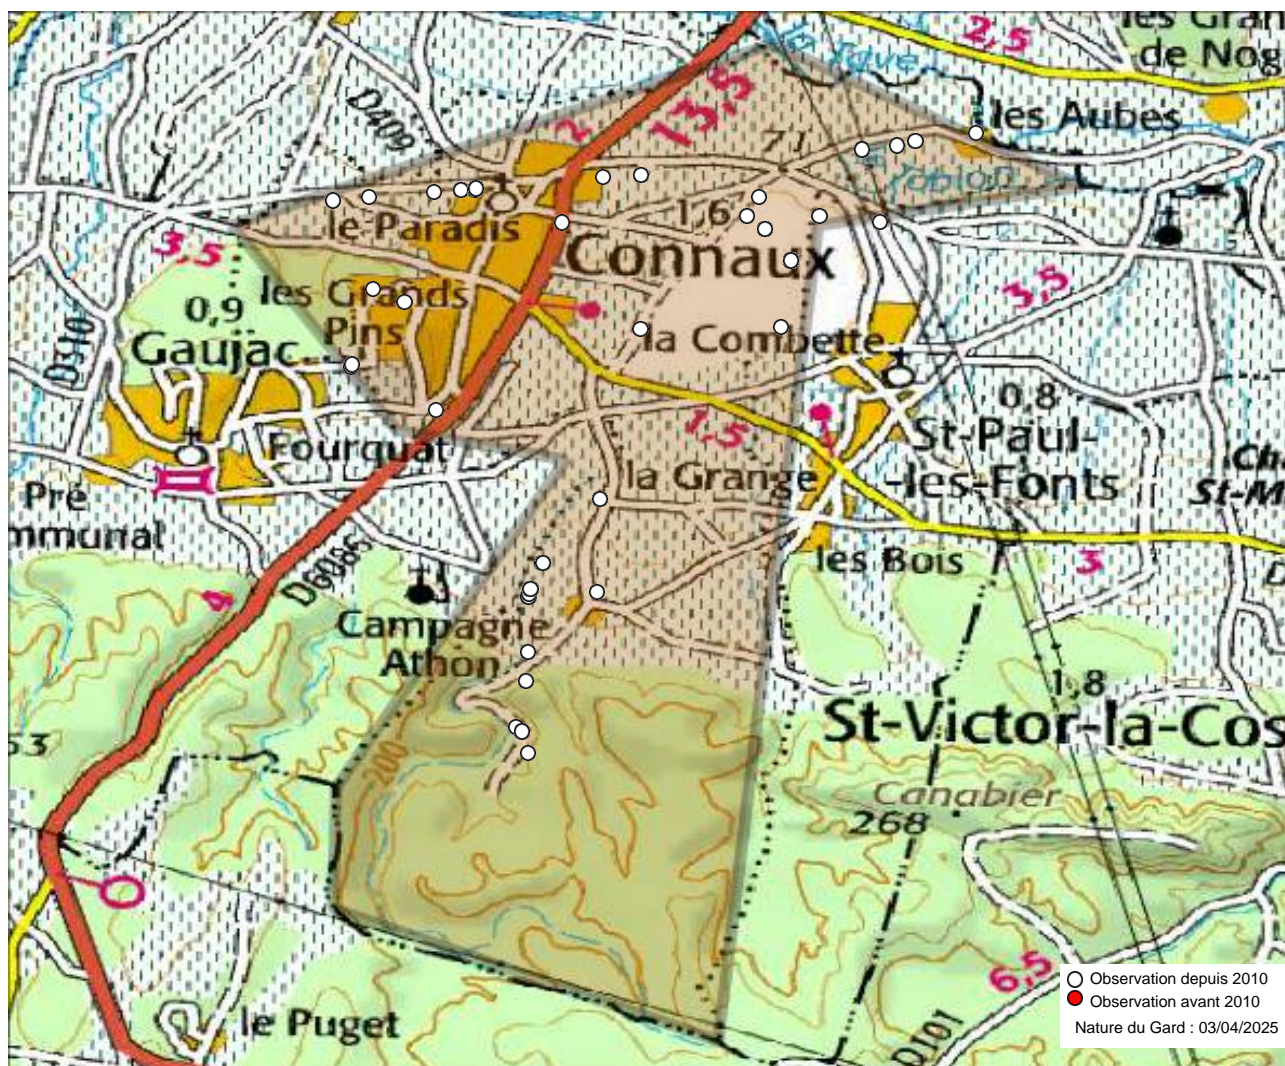 les Gran
de Nog
2,5
la Tave
les Aubes
D409
2
13,5
71
Tabion
le Paradis
1,6
Connaux
3,5
les Grands
Pins
3,5
0,9
Gaujac
D310
la Combette
0,8
St-Paul-
-les-Fonts
1,5
Fourquat
la Grange
Pré
mmunal
St-M
les Bois
3
D6086
4
Campagne
Athon
1,8
St-Victor-la-Cos
200
Canabier
268
63
6,5
Observation depuis 2010
Observation avant 2010
Nature du Gard : 03/04/2025
le Puget
D101